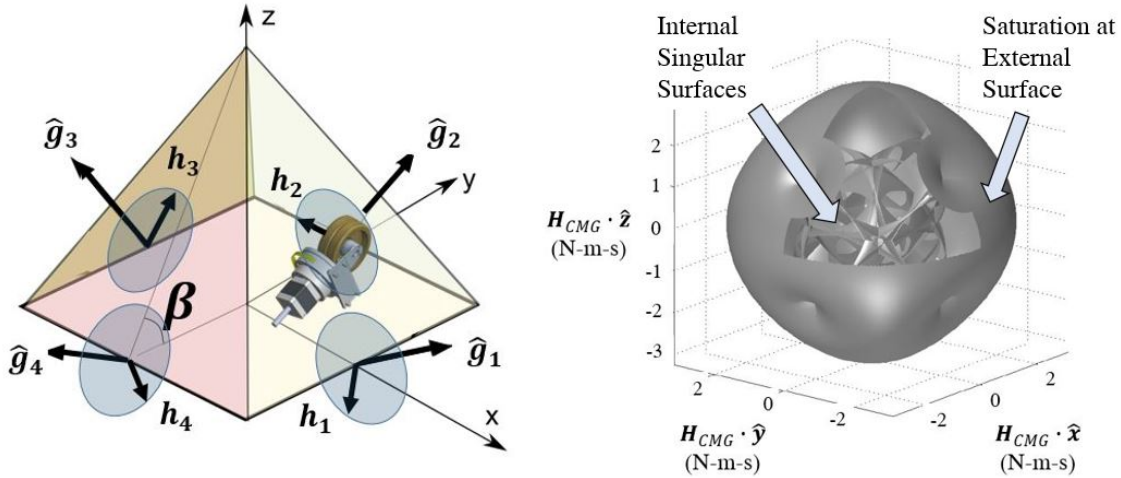 z
ĝ₃
h₃
ĝ₂
h₂
y
β
ĝ₄
ĝ₁
h₄
h₁
x
Internal
Singular
Surfaces
Saturation at
External
Surface
2
1
0
-1
-2
-3
H_CMG · ẑ
(N-m-s)
2
0
-2
H_CMG · ŷ
(N-m-s)
-2
0
2
H_CMG · x̂
(N-m-s)